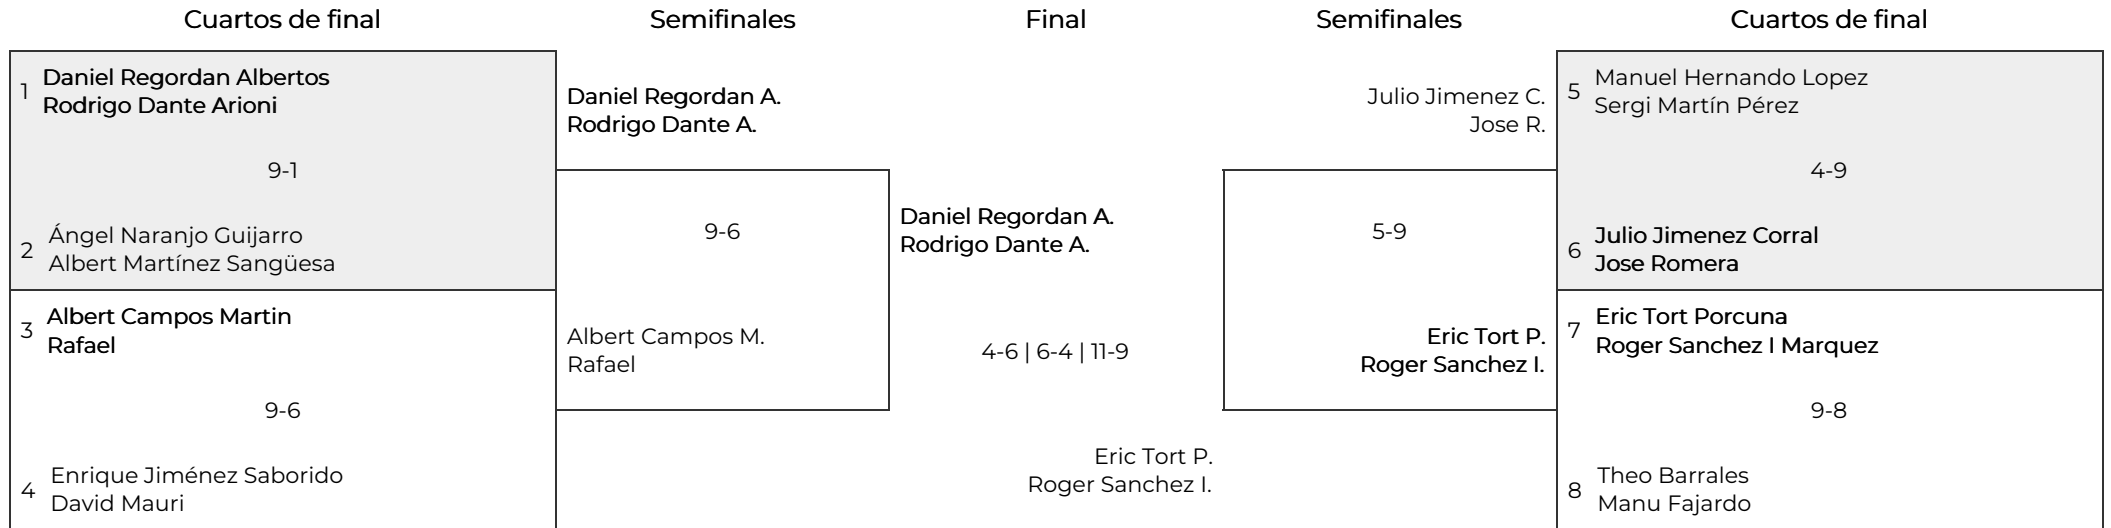 Cuartos de final
Semifinales
Final
Semifinales
Cuartos de final
1
Daniel Regordan Albertos
Rodrigo Dante Arioni
9-1
2
Ángel Naranjo Guijarro
Albert Martínez Sangüesa
3
Albert Campos Martin
Rafael
9-6
4
Enrique Jiménez Saborido
David Mauri
Daniel Regordan A.
Rodrigo Dante A.
9-6
Albert Campos M.
Rafael
Daniel Regordan A.
Rodrigo Dante A.
4-6 | 6-4 | 11-9
Eric Tort P.
Roger Sanchez I.
Julio Jimenez C.
Jose R.
5-9
Eric Tort P.
Roger Sanchez I.
5
Manuel Hernando Lopez
Sergi Martín Pérez
4-9
6
Julio Jimenez Corral
Jose Romera
7
Eric Tort Porcuna
Roger Sanchez I Marquez
9-8
8
Theo Barrales
Manu Fajardo